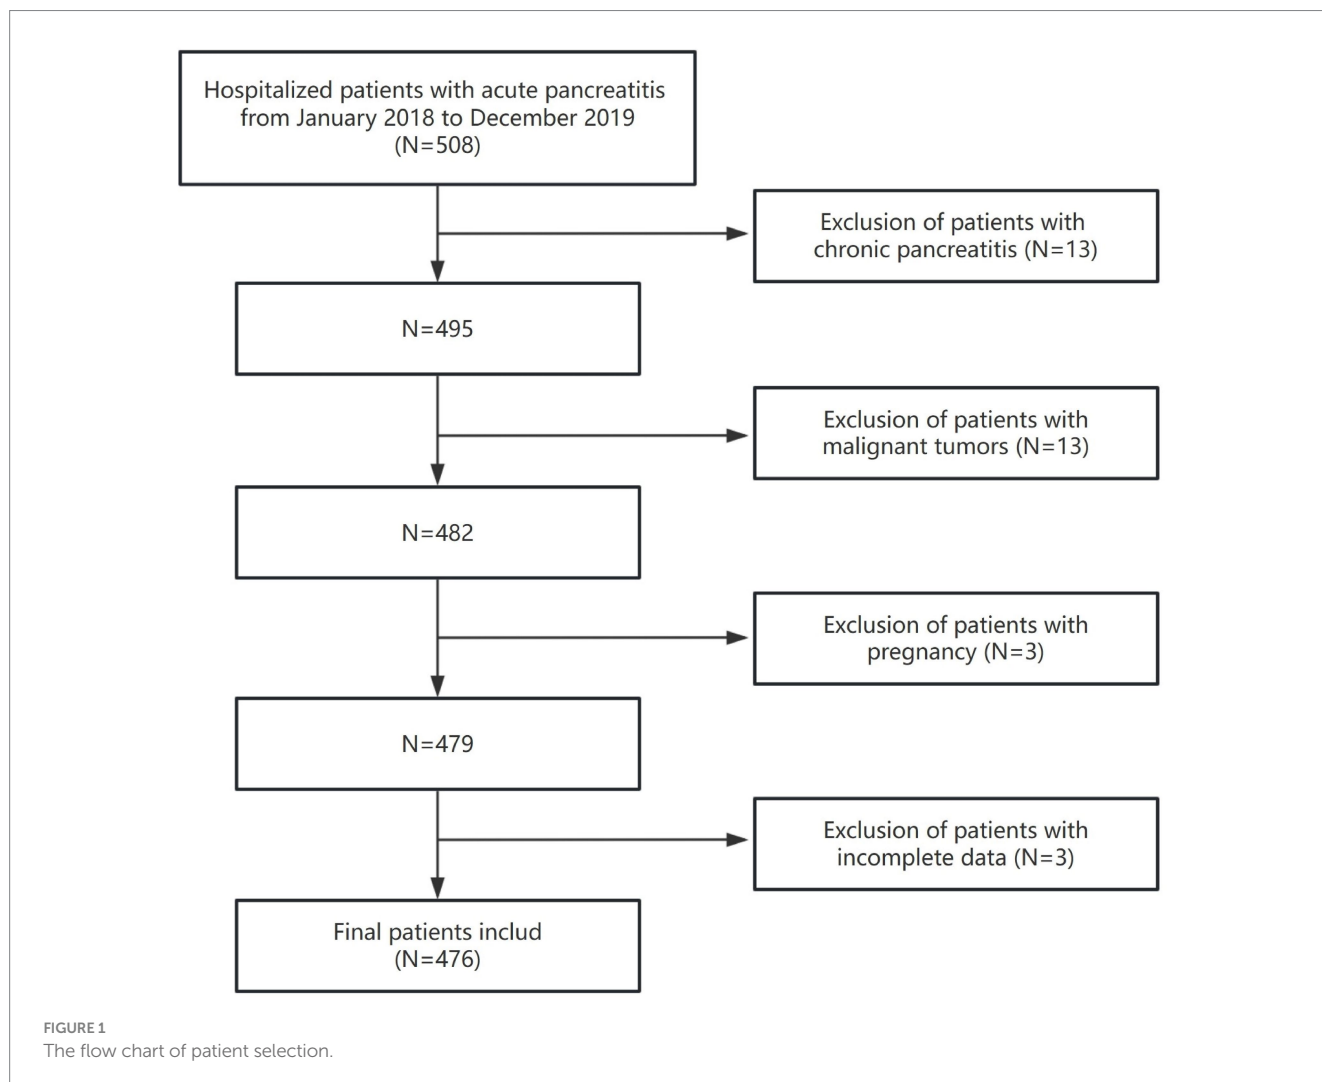 Hospitalized patients with acute pancreatitis
from January 2018 to December 2019
(N=508)
Exclusion of patients with
chronic pancreatitis (N=13)
N=495
Exclusion of patients with
malignant tumors (N=13)
N=482
Exclusion of patients with
pregnancy (N=3)
N=479
Exclusion of patients with
incomplete data (N=3)
Final patients includ
(N=476)
FIGURE 1
The flow chart of patient selection.